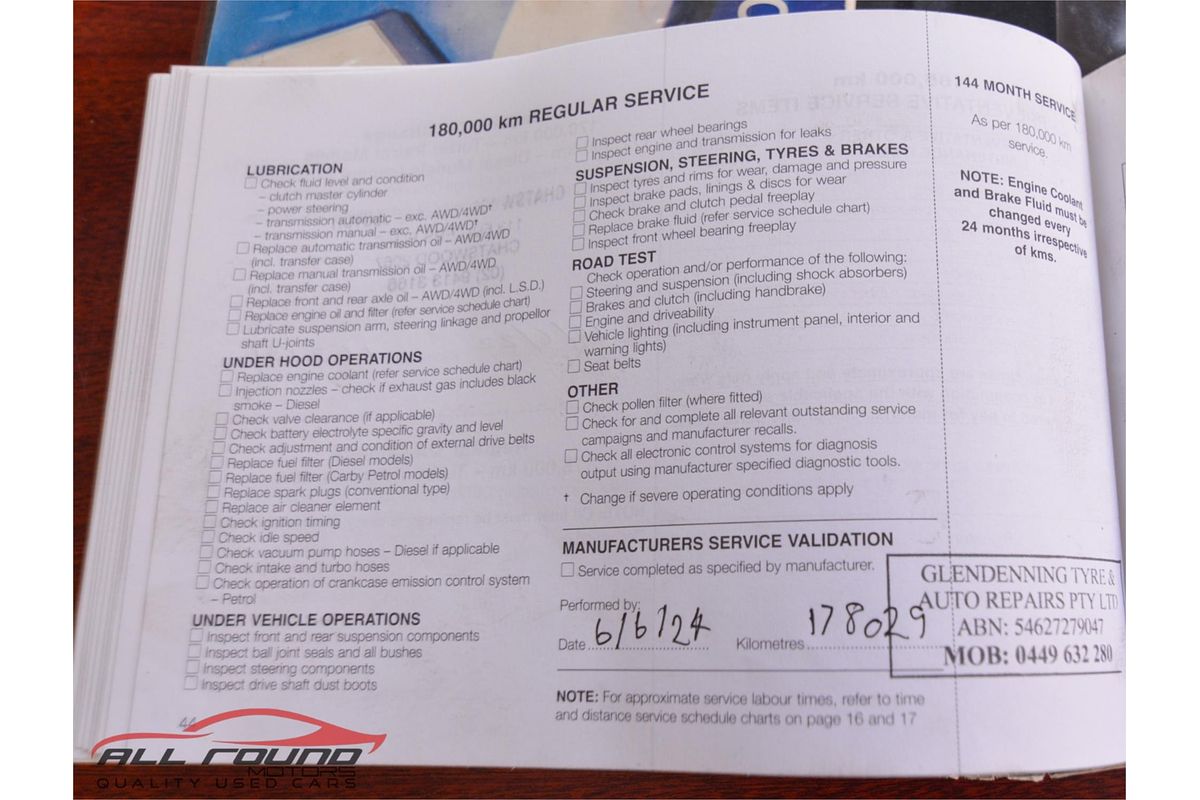 180,000 km REGULAR SERVICE
LUBRICATION
Check fluid level and condition
– clutch master cylinder
– power steering
– transmission automatic – exc. AWD/4WD†
– transmission manual – exc. AWD/4WD†
Replace automatic transmission oil – AWD/4WD
(incl. transfer case)
Replace manual transmission oil – AWD/4WD
(incl. transfer case)
Replace front and rear axle oil – AWD/4WD (incl. L.S.D.)
Replace engine oil and filter (refer service schedule chart)
Lubricate suspension arm, steering linkage and propellor
shaft U-joints
UNDER HOOD OPERATIONS
Replace engine coolant (refer service schedule chart)
Injection nozzles – check if exhaust gas includes black
smoke – Diesel
Check valve clearance (if applicable)
Check battery electrolyte specific gravity and level
Check adjustment and condition of external drive belts
Replace fuel filter (Diesel models)
Replace fuel filter (Carby Petrol models)
Replace spark plugs (conventional type)
Replace air cleaner element
Check ignition timing
Check idle speed
Check vacuum pump hoses – Diesel if applicable
Check intake and turbo hoses
Check operation of crankcase emission control system
– Petrol
UNDER VEHICLE OPERATIONS
Inspect front and rear suspension components
Inspect ball joint seals and all bushes
Inspect steering components
Inspect drive shaft dust boots
44
Inspect rear wheel bearings
Inspect engine and transmission for leaks
SUSPENSION, STEERING, TYRES & BRAKES
Inspect tyres and rims for wear, damage and pressure
Inspect brake pads, linings & discs for wear
Check brake and clutch pedal freeplay
Replace brake fluid (refer service schedule chart)
Inspect front wheel bearing freeplay
ROAD TEST
Check operation and/or performance of the following:
Steering and suspension (including shock absorbers)
Brakes and clutch (including handbrake)
Engine and driveability
Vehicle lighting (including instrument panel, interior and
warning lights)
Seat belts
OTHER
Check pollen filter (where fitted)
Check for and complete all relevant outstanding service
campaigns and manufacturer recalls.
Check all electronic control systems for diagnosis
output using manufacturer specified diagnostic tools.
† Change if severe operating conditions apply
MANUFACTURERS SERVICE VALIDATION
Service completed as specified by manufacturer.
Performed by:
Date 6/6/24 Kilometres 178029
NOTE: For approximate service labour times, refer to time
and distance service schedule charts on page 16 and 17
144 MONTH SERVICE
As per 180,000 km
service.
NOTE: Engine Coolant
and Brake Fluid must be
changed every
24 months irrespective
of kms.
GLENDENNING TYRE &
AUTO REPAIRS PTY LTD
ABN: 54627279047
MOB: 0449 632 280
ALL ROUND
MOTORS
QUALITY USED CARS